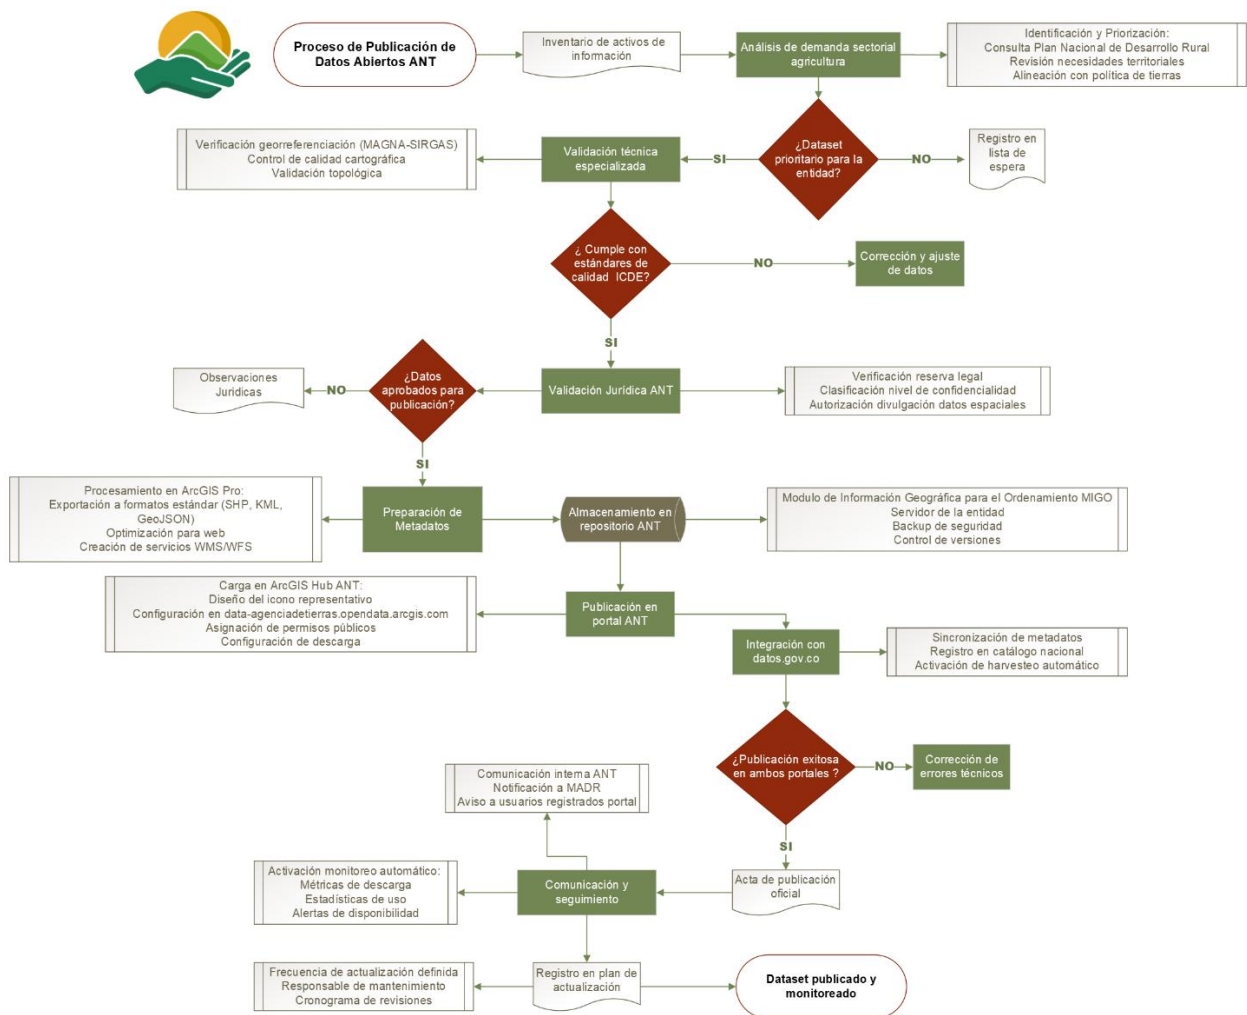 Proceso de Publicación de
Datos Abiertos ANT
Inventario de activos de
información
Análisis de demanda sectorial
agricultura
Identificación y Priorización:
Consulta Plan Nacional de Desarrollo Rural
Revisión necesidades territoriales
Alineación con política de tierras
Verificación georreferenciación (MAGNA-SIRGAS)
Control de calidad cartográfica
Validación topológica
Validación técnica
especializada
SI
¿Dataset
prioritario para la
entidad?
NO
Registro en
lista de
espera
¿ Cumple con
estándares de
calidad ICDE?
NO
Corrección y ajuste
de datos
SI
Observaciones
Jurídicas
NO
¿Datos
aprobados para
publicación?
Validación Jurídica ANT
Verificación reserva legal
Clasificación nivel de confidencialidad
Autorización divulgación datos espaciales
SI
Procesamiento en ArcGIS Pro:
Exportación a formatos estándar (SHP, KML,
GeoJSON)
Optimización para web
Creación de servicios WMS/WFS
Preparación de
Metadatos
Almacenamiento en
repositorio ANT
Modulo de Información Geográfica para el Ordenamiento MIGO
Servidor de la entidad
Backup de seguridad
Control de versiones
Carga en ArcGIS Hub ANT:
Diseño del icono representativo
Configuración en data-agenciadetierras.opendata.arcgis.com
Asignación de permisos públicos
Configuración de descarga
Publicación en
portal ANT
Integración con
datos.gov.co
Sincronización de metadatos
Registro en catálogo nacional
Activación de harvesteo automático
¿Publicación exitosa
en ambos portales ?
NO
Corrección de
errores técnicos
SI
Comunicación interna ANT
Notificación a MADR
Aviso a usuarios registrados portal
Activación monitoreo automático:
Métricas de descarga
Estadísticas de uso
Alertas de disponibilidad
Comunicación y
seguimiento
Acta de publicación
oficial
Frecuencia de actualización definida
Responsable de mantenimiento
Cronograma de revisiones
Registro en plan de
actualización
Dataset publicado y
monitoreado